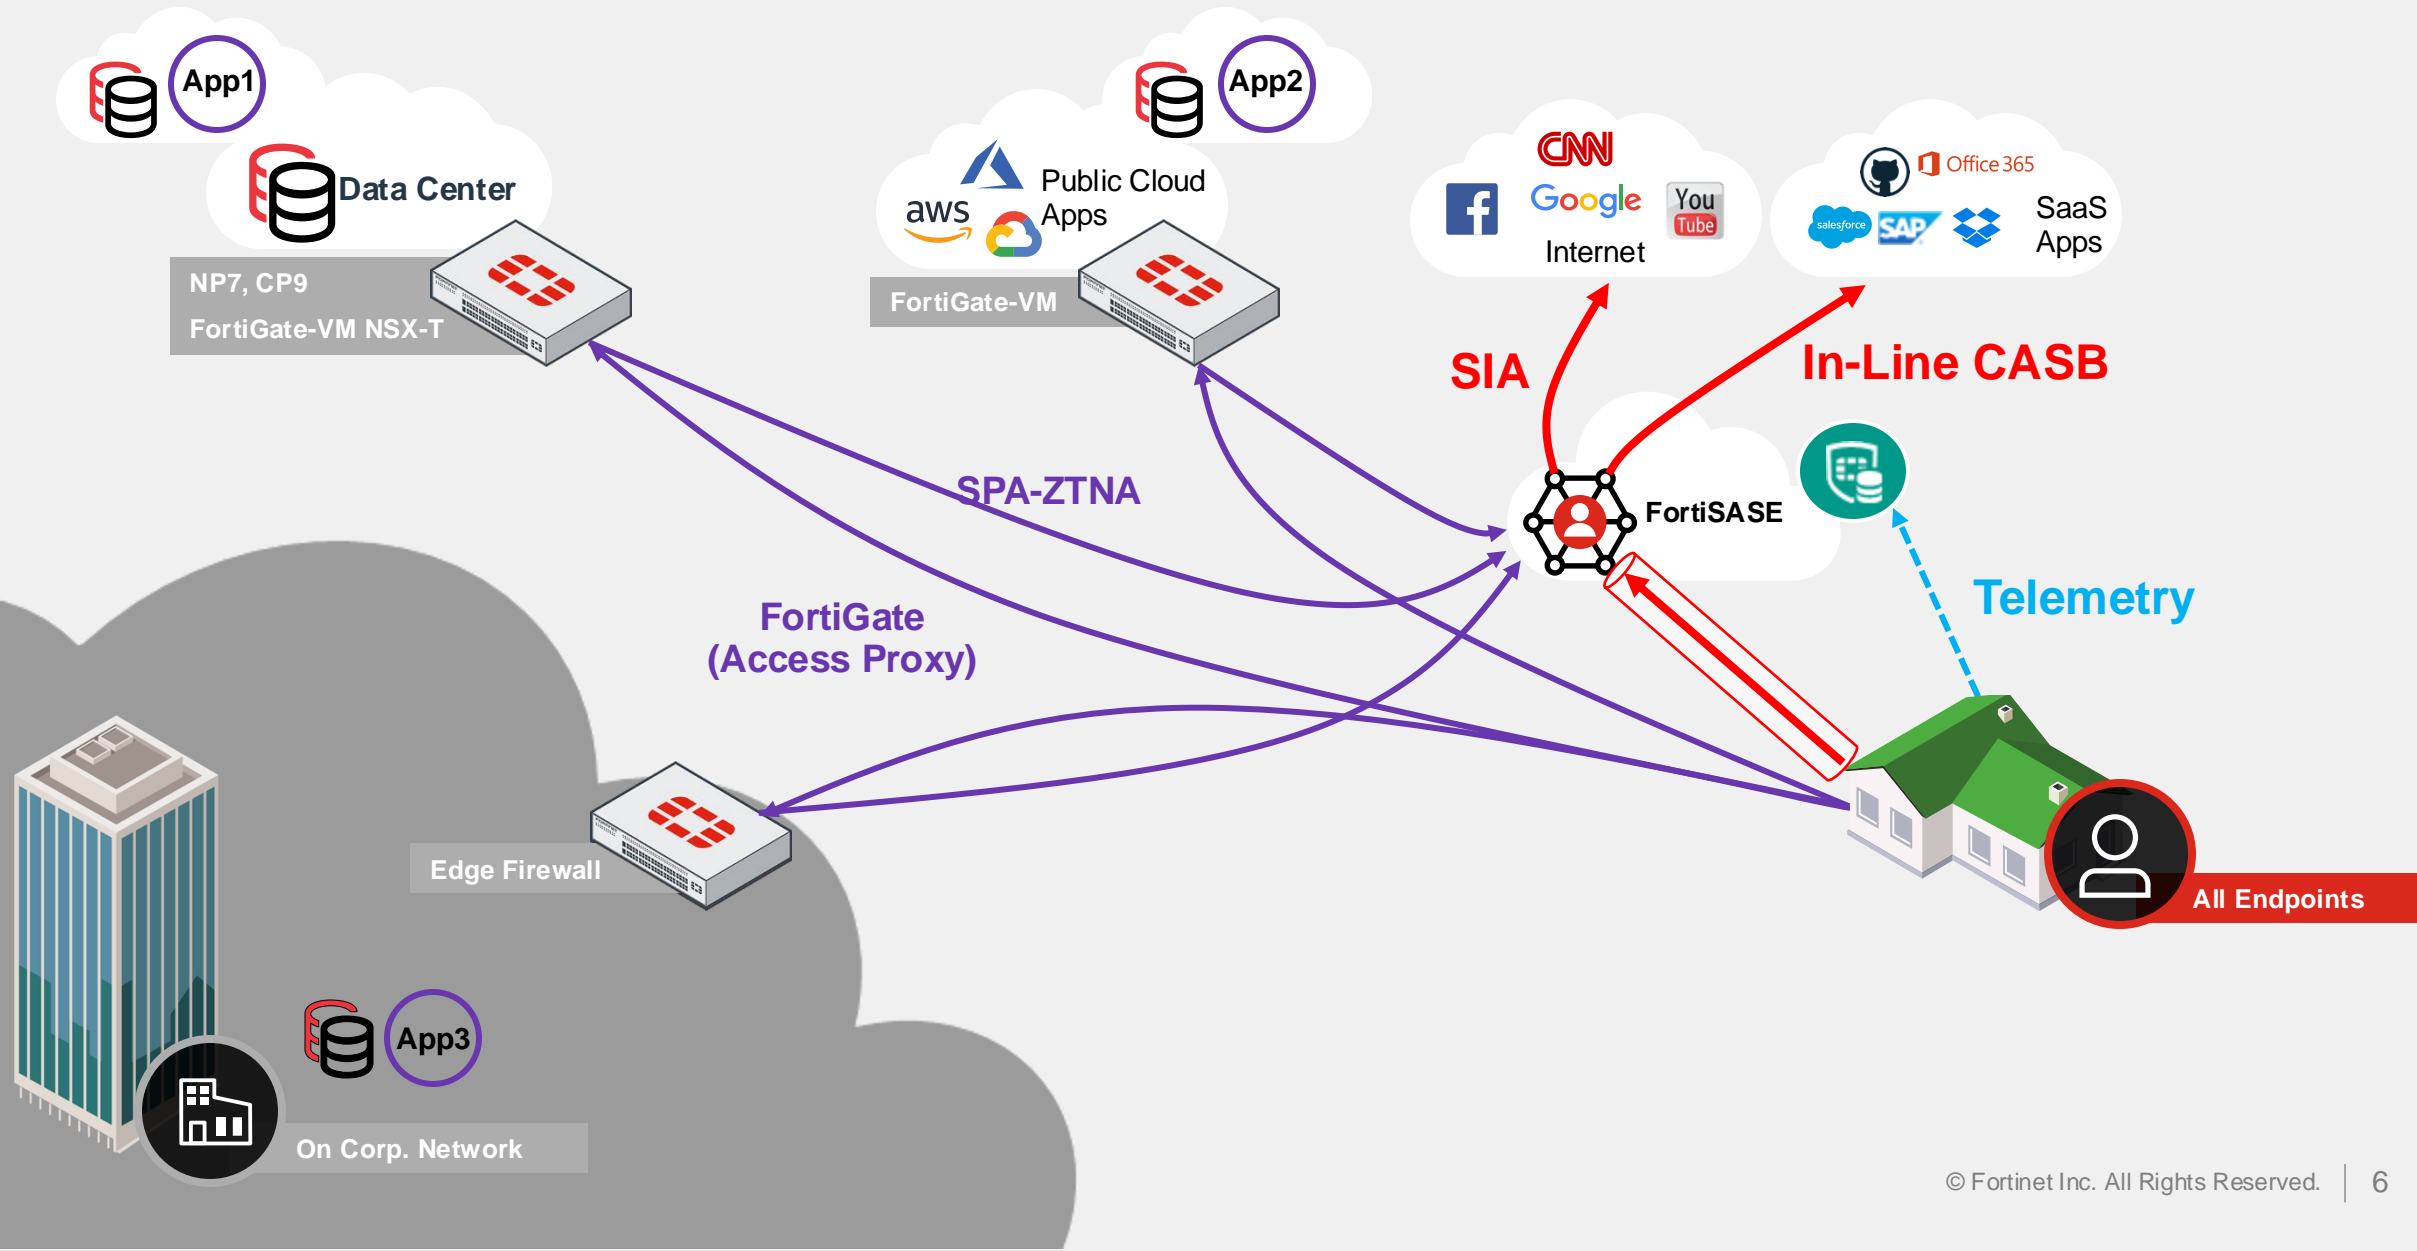 App1
App2
Data Center
NP7, CP9
FortiGate-VM NSX-T
aws
Public Cloud
Apps
FortiGate-VM
CNN
Google
You
Tube
Internet
Office 365
salesforce
SAP
SaaS
Apps
SIA
In-Line CASB
SPA-ZTNA
FortiSASE
FortiGate
(Access Proxy)
Telemetry
Edge Firewall
All Endpoints
App3
On Corp. Network
© Fortinet Inc. All Rights Reserved.
6